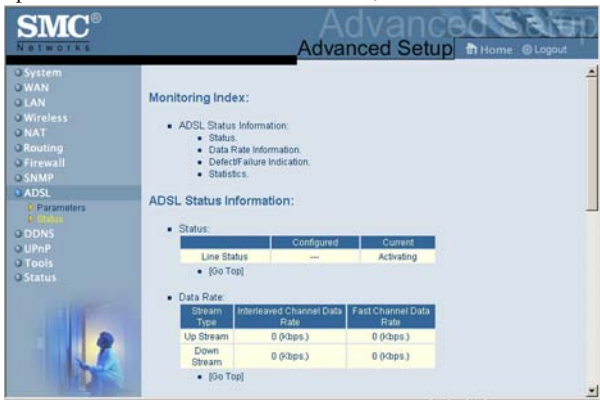 SMC®
Networks
Advanced Setup
Advanced Setup
Home
Logout
System
WAN
LAN
Wireless
NAT
Routing
Firewall
SNMP
ADSL
Parameters
Status
DDNS
UPnP
Tools
Status
Monitoring Index:
ADSL Status Information:
Status.
Data Rate Information.
Defect/Failure Indication.
Statistics.
ADSL Status Information:
Status:
Configured Current
Line Status --- Activating
[Go Top]
Data Rate:
Stream Type Interleaved Channel Data Rate Fast Channel Data Rate
Up Stream 0 (Kbps.) 0 (Kbps.)
Down Stream 0 (Kbps.) 0 (Kbps.)
[Go Top]